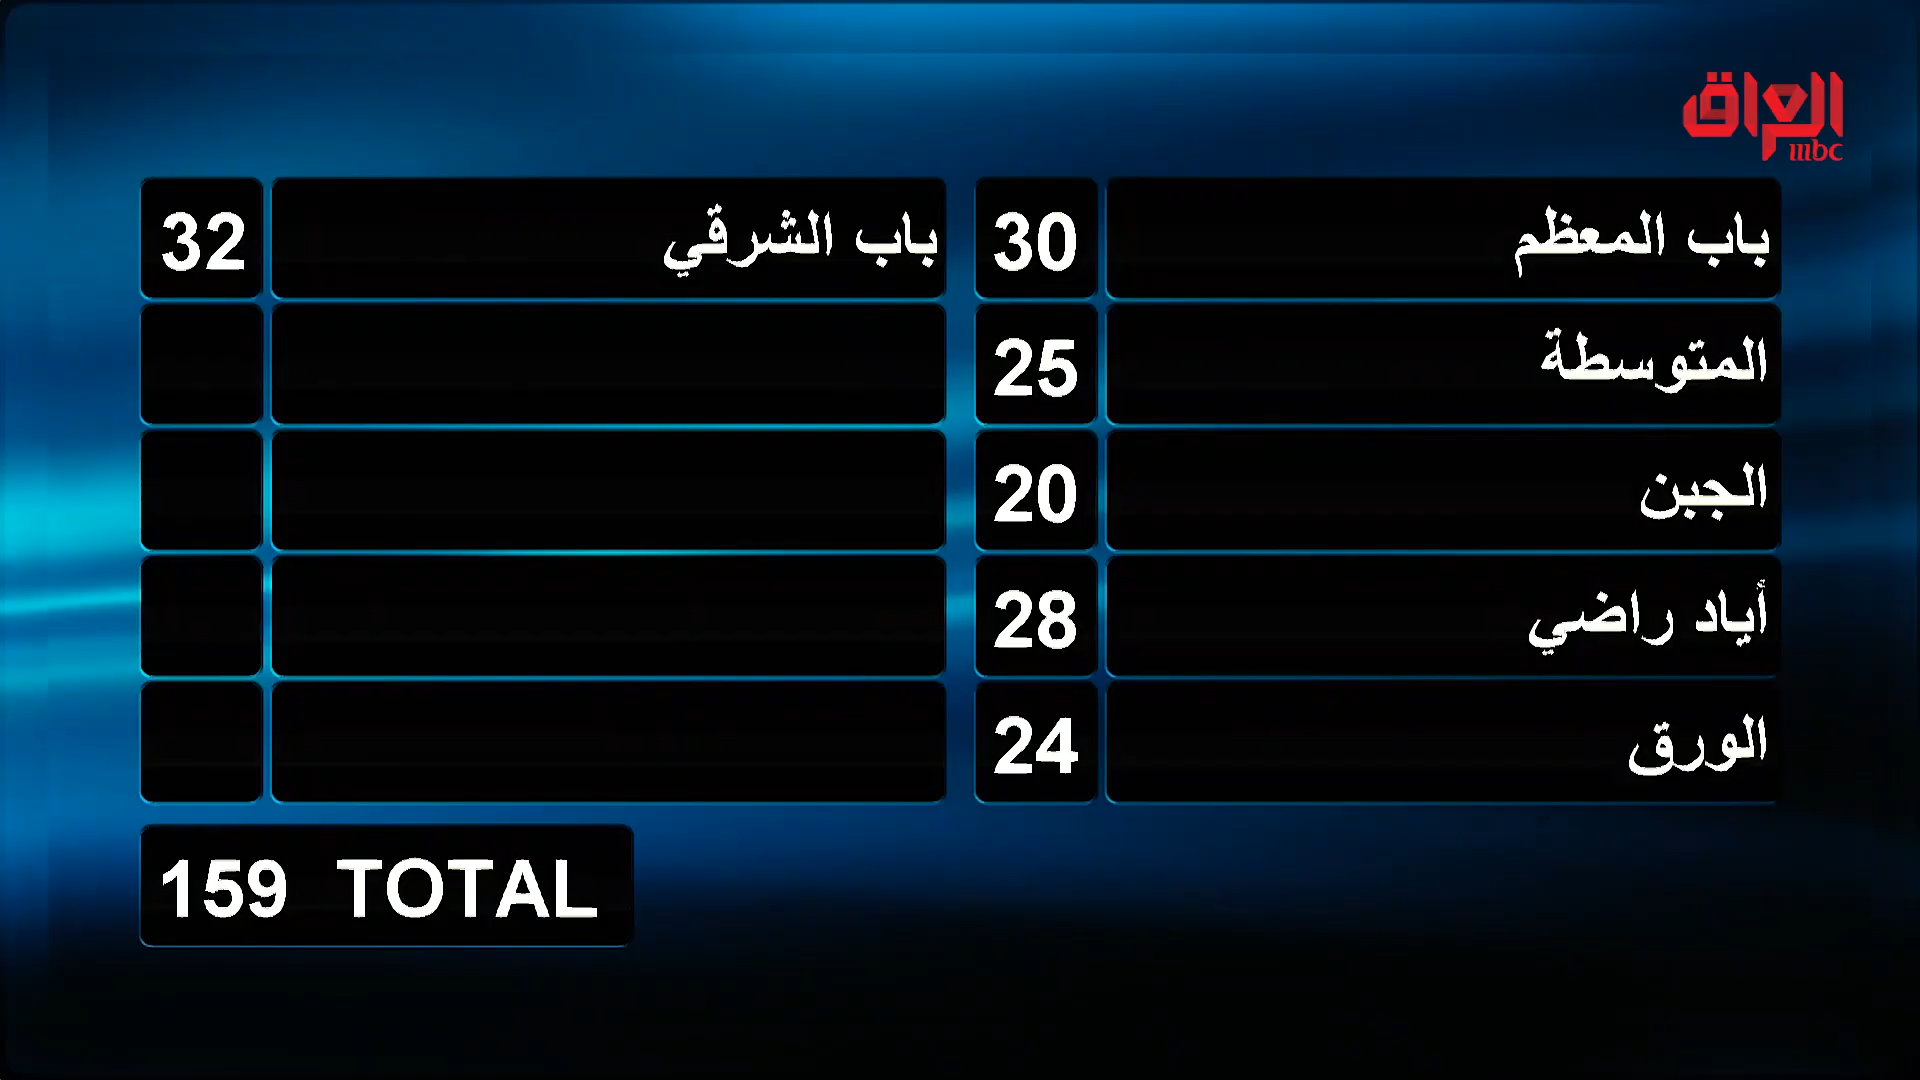 العراق
mbc
باب المعظم 30
المتوسطة 25
الجبن 20
أياد راضي 28
الورق 24
باب الشرقي 32
159 TOTAL